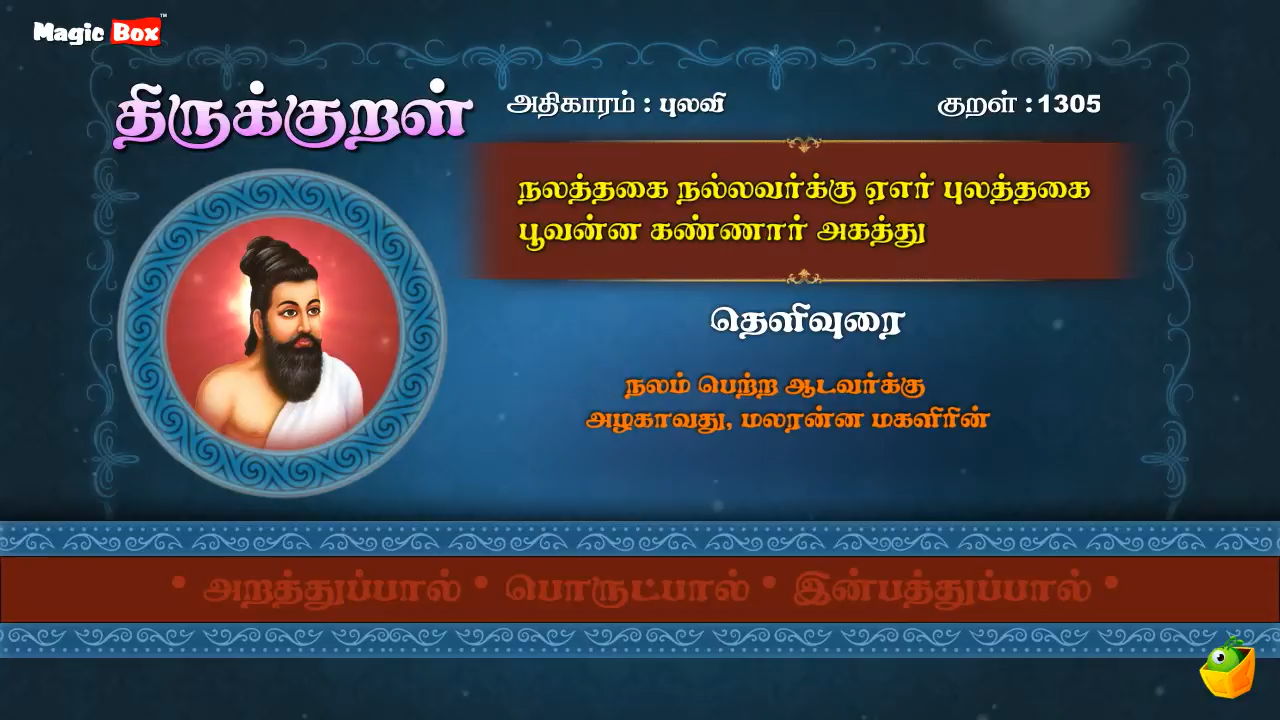 Magic Box™
திருக்குறள்
அதிகாரம் : புலவி
குறள் : 1305
நலத்தகை நல்லவர்க்கு ஏஎர் புலத்தகை
பூவன்ன கண்ணார் அகத்து
தெளிவுரை
நலம் பெற்ற ஆடவர்க்கு
அழகாவது, மலரன்ன மகளிரின்
• அறத்துப்பால் • பொருட்பால் • இன்பத்துப்பால் •